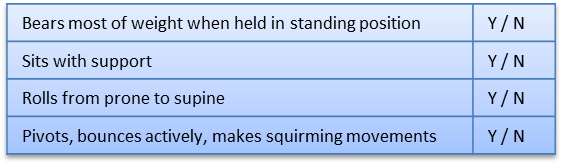 Bears most of weight when held in standing position Y / N
Sits with support Y / N
Rolls from prone to supine Y / N
Pivots, bounces actively, makes squirming movements Y / N